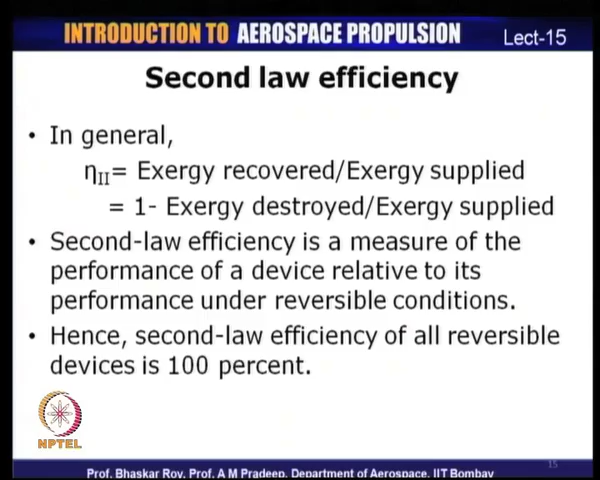 INTRODUCTION TO AEROSPACE PROPULSION Lect-15
Second law efficiency
• In general,
ηII= Exergy recovered/Exergy supplied
= 1- Exergy destroyed/Exergy supplied
• Second-law efficiency is a measure of the
performance of a device relative to its
performance under reversible conditions.
• Hence, second-law efficiency of all reversible
devices is 100 percent.
NPTEL
15
Prof. Bhaskar Roy, Prof. A M Pradeep, Department of Aerospace, IIT Bombay